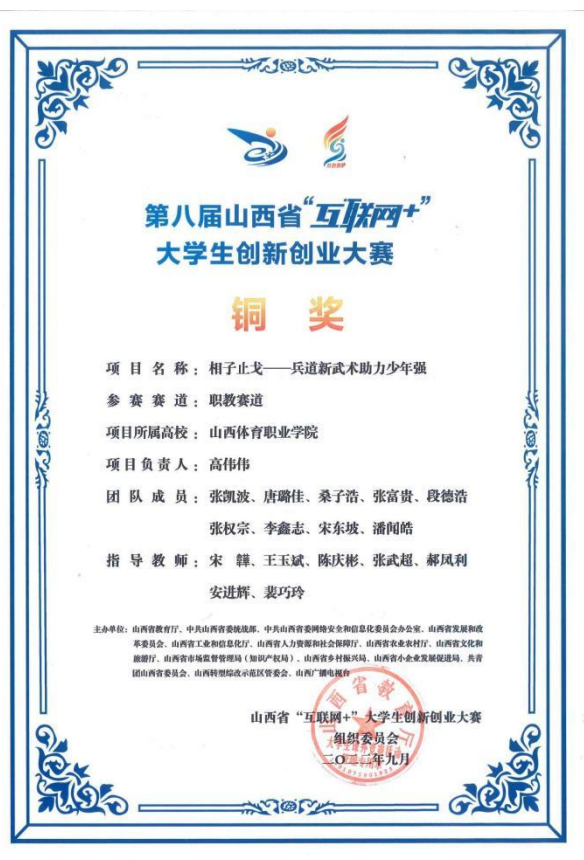 第八届山西省“互联网+”
大学生创新创业大赛
铜 奖
项目名称：相子止戈——兵道新武术助力少年强
参赛赛道：职教赛道
项目所属高校：山西体育职业学院
项目负责人：高伟伟
团队成员：张凯波、唐璐佳、桑子浩、张富贵、段德浩
张权宗、李鑫志、宋东坡、潘闻皓
指导教师：宋 韡、王玉斌、陈庆彬、张武超、郝凤利
安进辉、裴巧玲
主办单位：山西省教育厅、中共山西省委统战部、中共山西省委网络安全和信息化委员会办公室、山西省发展和改
革委员会、山西省工业和信息化厅、山西省人力资源和社会保障厅、山西省农业农村厅、山西省文化和
旅游厅、山西省市场监督管理局（知识产权局）、山西省乡村振兴局、山西省小企业发展促进局、共青
团山西省委员会、山西转型综改示范区管委会、山西广播电视台
山西省教育厅
山西省“互联网+”大学生创新创业大赛
组织委员会
二〇二二年九月